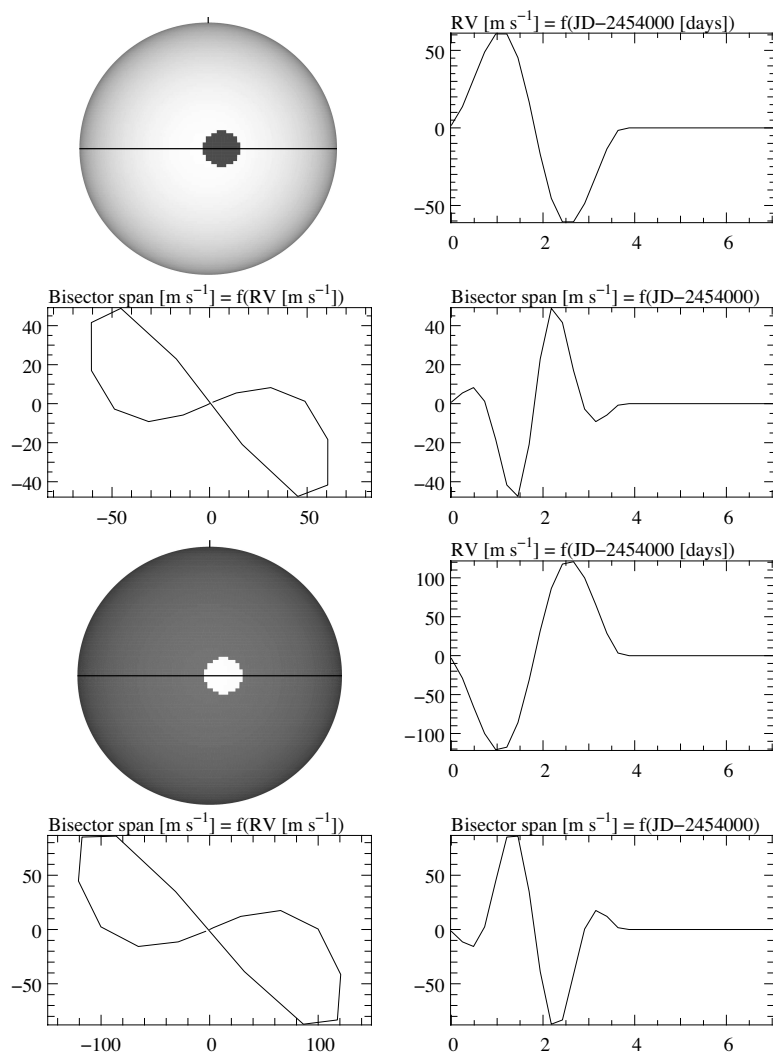 RV [m s−1] = f(JD−2454000 [days])
50
0
−50
0 2 4 6
Bisector span [m s−1] = f(RV [m s−1])
40
20
0
−20
−40
−50 0 50
Bisector span [m s−1] = f(JD−2454000)
40
20
0
−20
−40
0 2 4 6
RV [m s−1] = f(JD−2454000 [days])
100
50
0
−50
−100
0 2 4 6
Bisector span [m s−1] = f(RV [m s−1])
50
0
−50
−100 0 100
Bisector span [m s−1] = f(JD−2454000)
50
0
−50
0 2 4 6